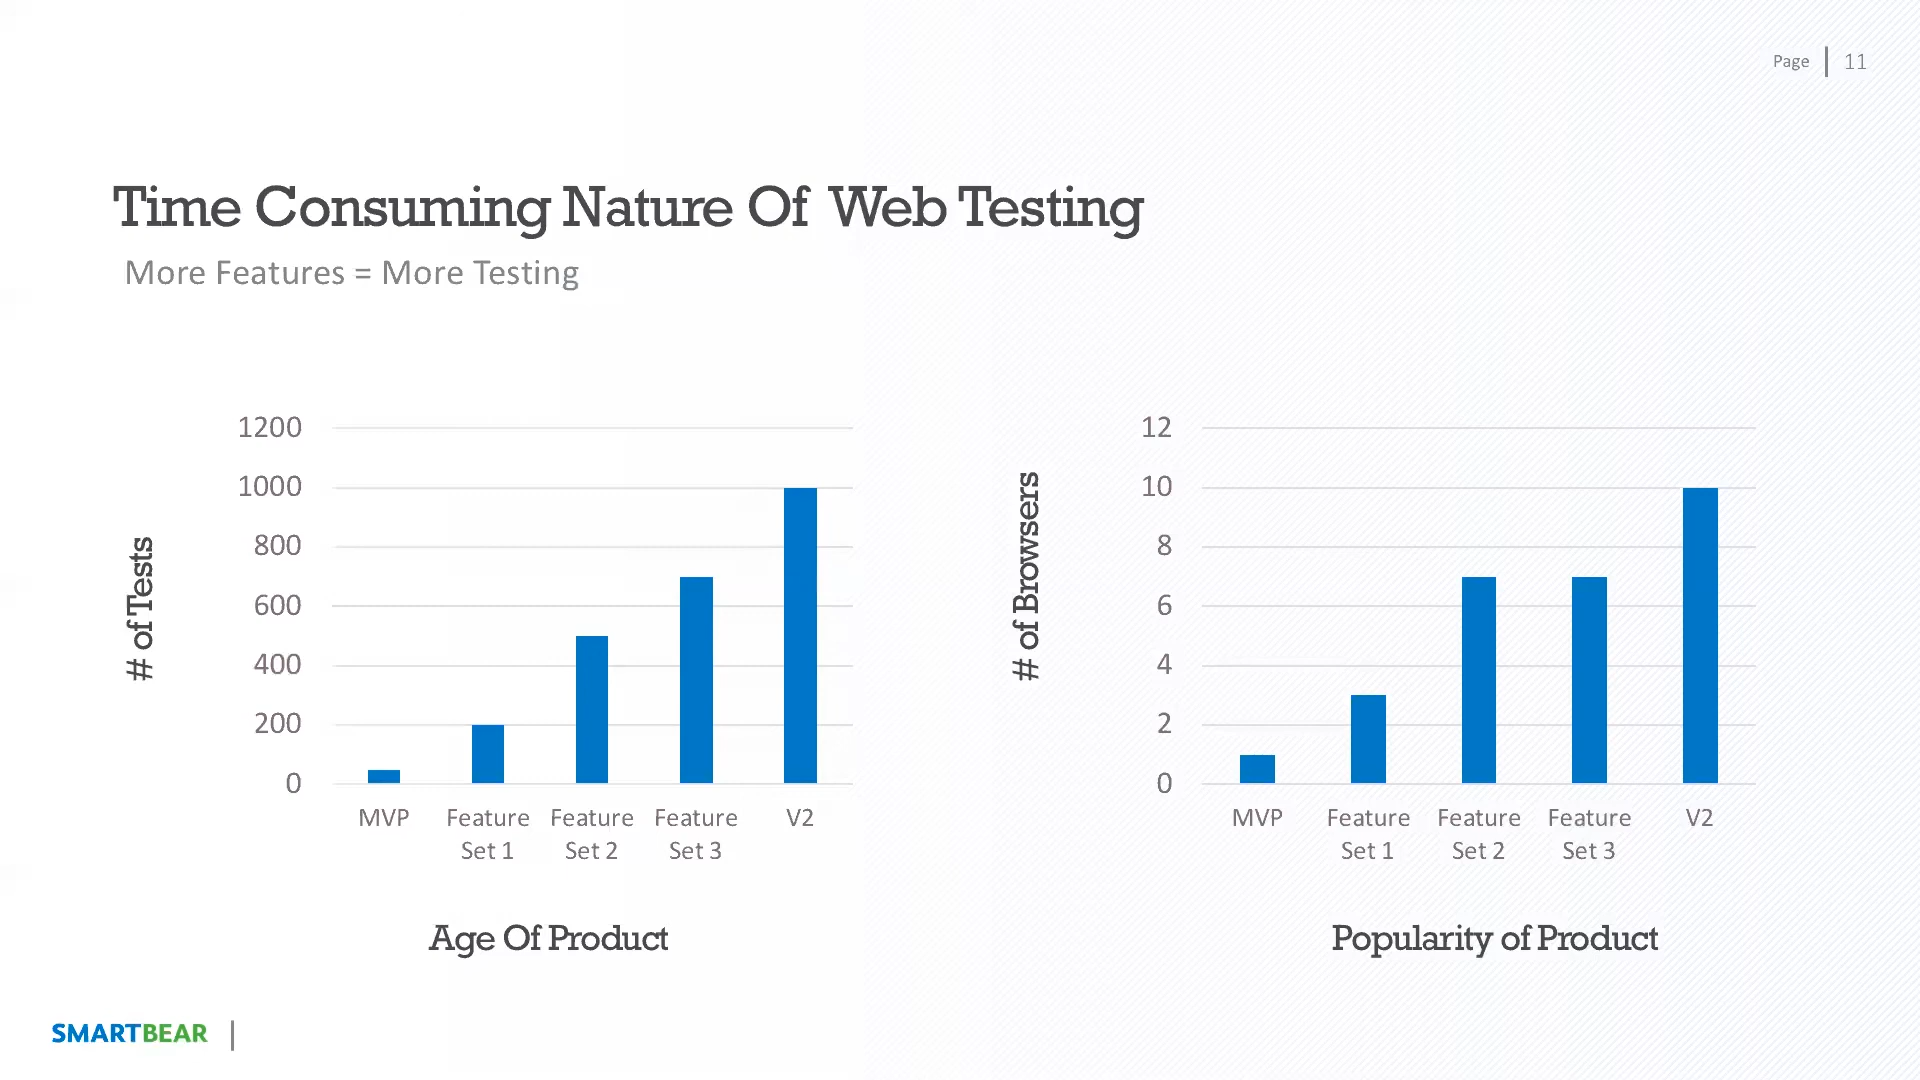 Page | 11
Time Consuming Nature Of Web Testing
More Features = More Testing
# of Tests
1200
1000
800
600
400
200
0
MVP
Feature
Set 1
Feature
Set 2
Feature
Set 3
V2
Age Of Product
# of Browsers
12
10
8
6
4
2
0
MVP
Feature
Set 1
Feature
Set 2
Feature
Set 3
V2
Popularity of Product
SMARTBEAR |